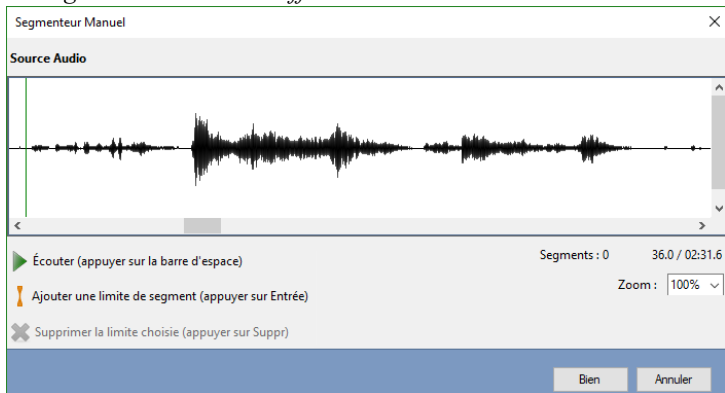 Segmenteur Manuel
Source Audio
Écouter (appuyer sur la barre d'espace)
Segments : 0 36.0 / 02:31.6
Ajouter une limite de segment (appuyer sur Entrée)
Zoom : 100%
Supprimer la limite choisie (appuyer sur Suppr)
Bien Annuler